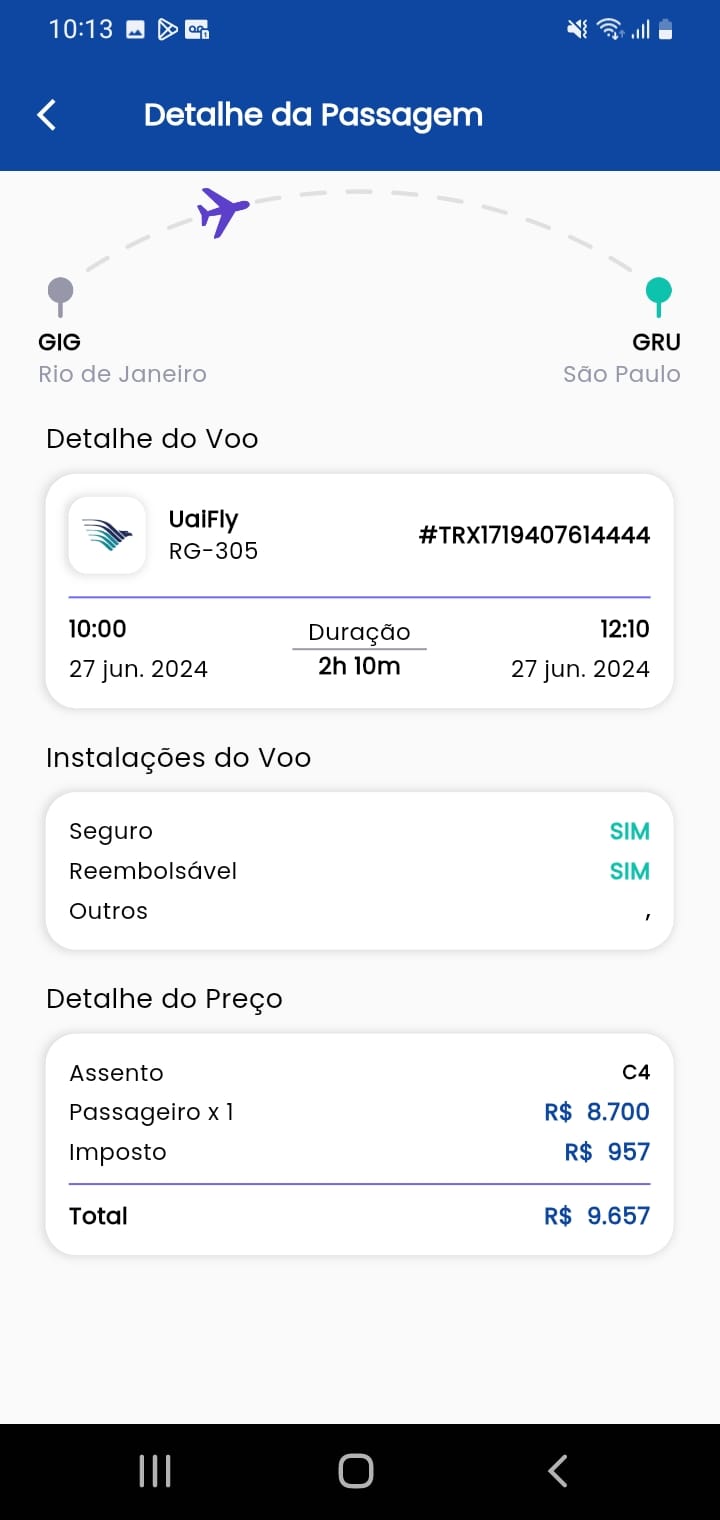 10:13
Detalhe da Passagem
GIG GRU
Rio de Janeiro São Paulo
Detalhe do Voo
UaiFly
RG-305
#TRX1719407614444
10:00 Duração 12:10
27 jun. 2024 2h 10m 27 jun. 2024
Instalações do Voo
Seguro SIM
Reembolsável SIM
Outros ,
Detalhe do Preço
Assento C4
Passageiro x 1 R$ 8.700
Imposto R$ 957
Total R$ 9.657